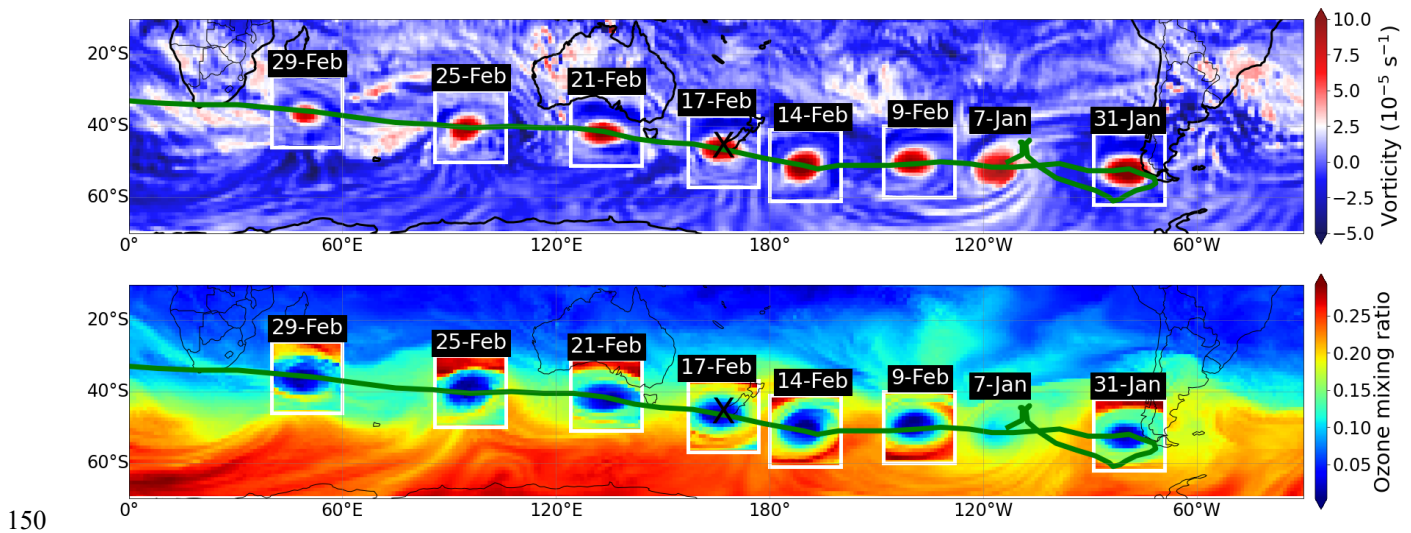 20°S
40°S
60°S
29-Feb
25-Feb
21-Feb
17-Feb
14-Feb
9-Feb
7-Jan
31-Jan
X
0°
60°E
120°E
180°
120°W
60°W
10.0
7.5
5.0
2.5
0.0
−2.5
−5.0
Vorticity (10⁻⁵ s⁻¹)
20°S
40°S
60°S
29-Feb
25-Feb
21-Feb
17-Feb
14-Feb
9-Feb
7-Jan
31-Jan
X
0°
60°E
120°E
180°
120°W
60°W
0.25
0.20
0.15
0.10
0.05
Ozone mixing ratio
150